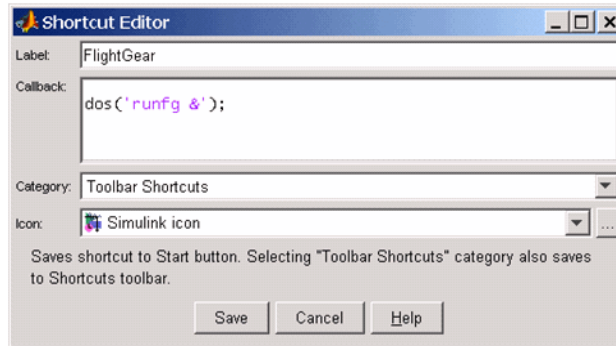 Shortcut Editor
Label: FlightGear
Callback:
dos('runfg &');
Category: Toolbar Shortcuts
Icon: Simulink icon ...
Saves shortcut to Start button. Selecting "Toolbar Shortcuts" category also saves
to Shortcuts toolbar.
Save Cancel Help